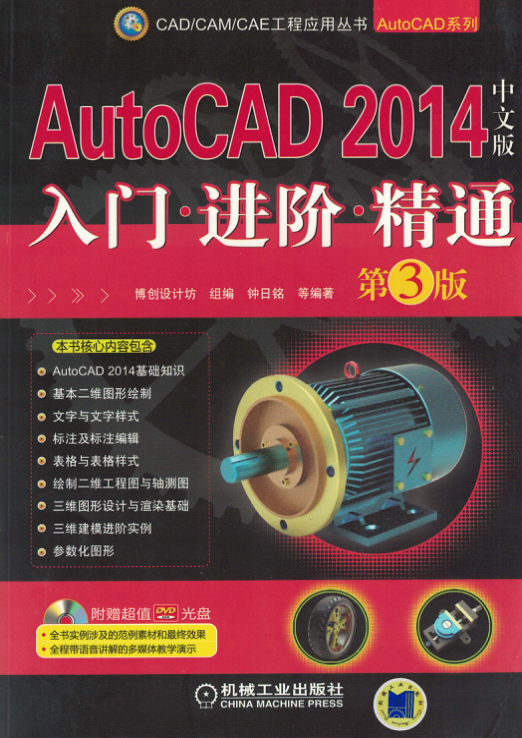 CAD/CAM/CAE工程应用丛书 AutoCAD系列
AutoCAD 2014 中文版
入门·进阶·精通
第3版
博创设计坊 组编 钟日铭 等编著
本书核心内容包含
AutoCAD 2014基础知识
基本二维图形绘制
文字与文字样式
标注及标注编辑
表格与表格样式
绘制二维工程图与轴测图
三维图形设计与渲染基础
三维建模进阶实例
参数化图形
附赠超值 DVD 光盘
全书实例涉及的范例素材和最终效果
全程带语音讲解的多媒体教学演示
机械工业出版社
CHINA MACHINE PRESS